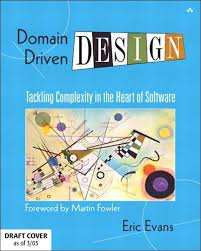 Domain
Driven
DESIGN
Tackling Complexity in the Heart of Software
Foreword by Martin Fowler
Eric Evans
DRAFT COVER
as of 3/03